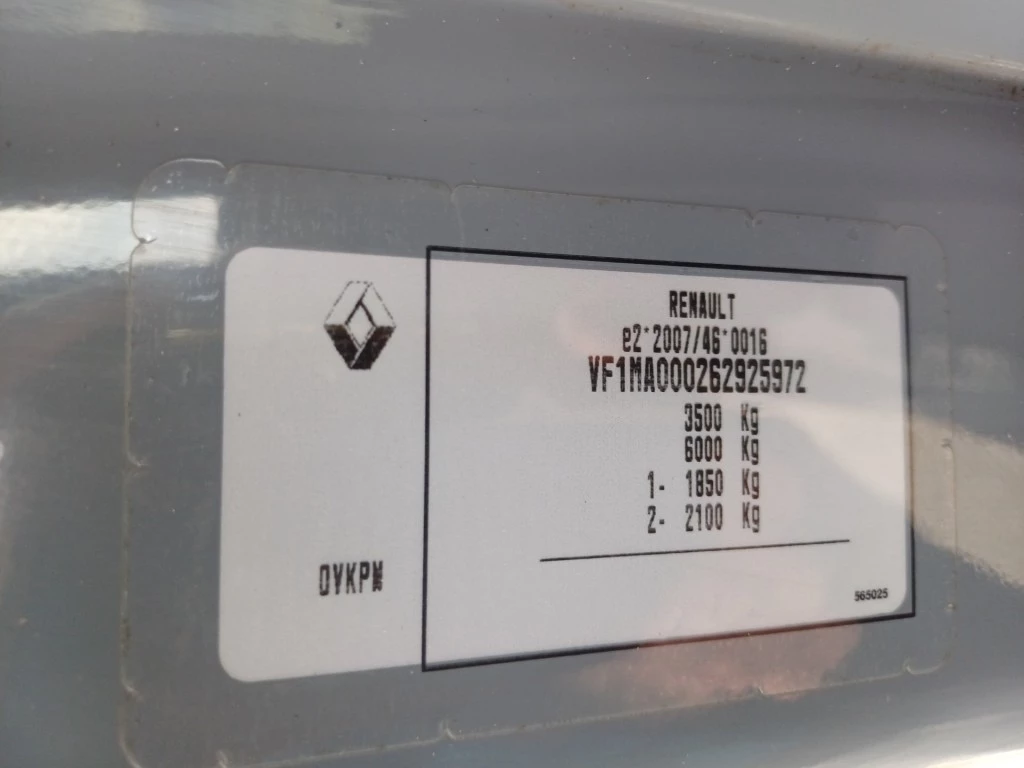 RENAULT
e2*2007/46*0016
VF1MA000262925972
3500 Kg
6000 Kg
1- 1850 Kg
2- 2100 Kg
OVKPW
565025